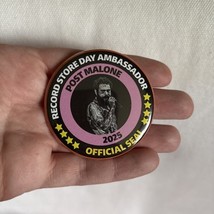 RECORD STORE DAY AMBASSADOR
POST MALONE
2025
OFFICIAL SEAL